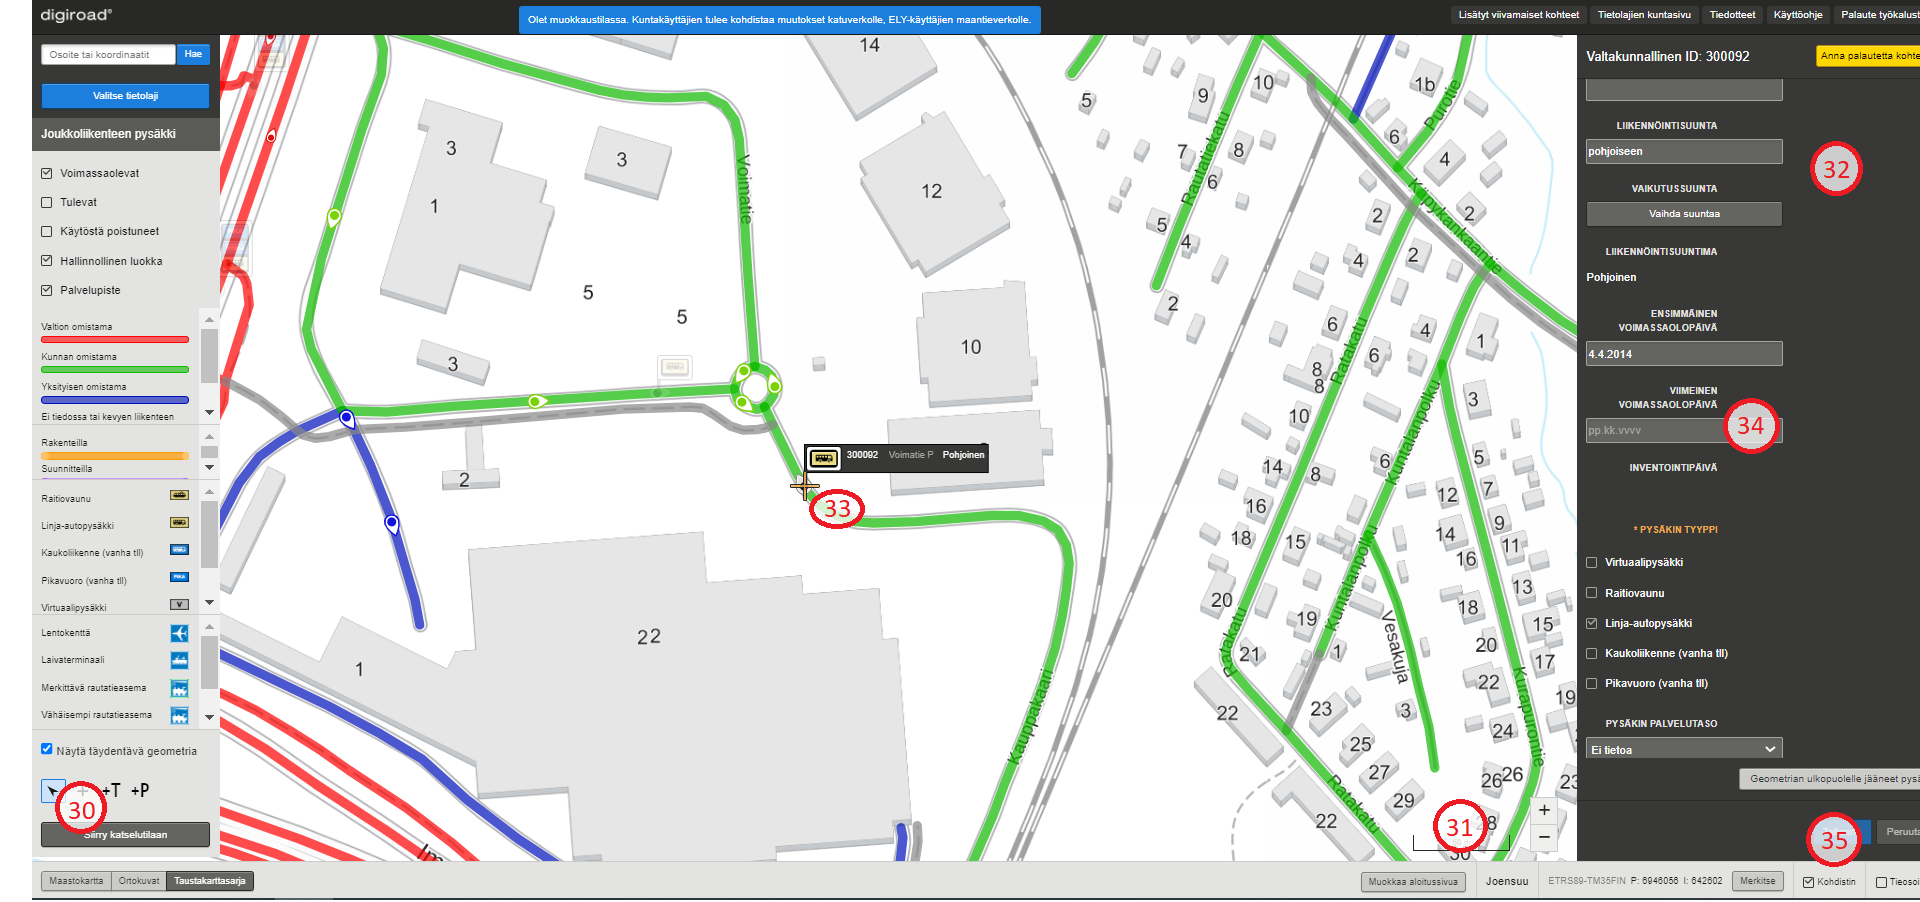 digiroad®
Olet muokkaustilassa. Kuntakäyttäjien tulee kohdistaa muutokset katuverkolle, ELY-käyttäjien maantieverkolle.
Lisätyt viivamaiset kohteet
Tietolajien kuntasivu
Tiedotteet
Käyttöohje
Palaute työkalust
Osoite tai koordinaatit
Hae
Valitse tietolaji
Joukkoliikenteen pysäkki
Voimassaolevat
Tulevat
Käytöstä poistuneet
Hallinnollinen luokka
Palvelupiste
Valtion omistama
Kunnan omistama
Yksityisen omistama
Ei tiedossa tai kevyen liikenteen
Rakenteilla
Suunnitteilla
Raitiovaunu
Linja-autopysäkki
Kaukoliikenne (vanha tll)
Pikavuoro (vanha tll)
PIKA
Virtuaalipysäkki
V
Lentokenttä
Laivaterminaali
Merkittävä rautatieasema
Vähäisempi rautatieasema
Näytä täydentävä geometria
30
+T +P
Siirry katselutilaan
14
3
3
1
12
5
5
3
10
2
22
1
Voimatie
300092 Voimatie P Pohjoinen
33
Kauppakaari
5
9
10
1b
6
7
8
4
6
5
4
2
2
2
4
2
6
4
1
6
8
8
3
10
14
8
6
5
12
7
16
9
18
15
14
11
16
13
20
18
19
15
21
1
20
17
22
22
19
23
3
24
25
27
26
26
23
29
22
28
Rautatiekatu
Purotie
Käpykankaantie
Ratakatu
Kuntalanpolku
Kuntalanpolku
Ratakatu
Vesakuja
Kurapurontie
Ratakatu
31
50
+
−
Valtakunnallinen ID: 300092
Anna palautetta kohte
LIIKENNÖINTISUUNTA
pohjoiseen
32
VAIKUTUSSUUNTA
Vaihda suuntaa
LIIKENNÖINTISUUNTIMA
Pohjoinen
ENSIMMÄINEN
VOIMASSAOLOPÄIVÄ
4.4.2014
VIIMEINEN
VOIMASSAOLOPÄIVÄ
pp.kk.vvvv
34
INVENTOINTIPÄIVÄ
* PYSÄKIN TYYPPI
Virtuaalipysäkki
Raitiovaunu
Linja-autopysäkki
Kaukoliikenne (vanha tll)
Pikavuoro (vanha tll)
PYSÄKIN PALVELUTASO
Ei tietoa
Geometrian ulkopuolelle jääneet pysä
35
Peruuta
Maastokartta
Ortokuvat
Taustakarttasarja
Muokkaa aloitussivua
Joensuu
ETRS89-TM35FIN P: 6946056 I: 642602
Merkitse
Kohdistin
Tieosoi